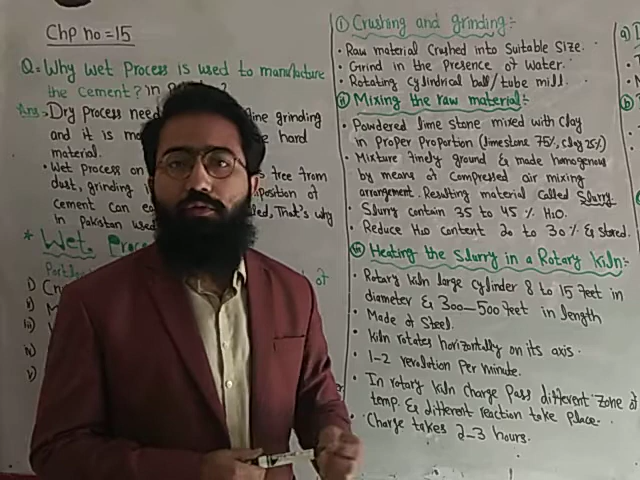 Chp no = 15
Q = Why Wet Process is used to manufacture
the cement? in
Ans: Dry process need fine grinding
and it is hard
material.
• Wet process on is free from
dust, grinding
cement can That's why
in Pakistan
* Wet Proce
of
i)
ii)
iii)
iv)
v)
i Crushing and grinding:-
• Raw material crushed into Suitable Size.
• Grind in the Presence of water.
• Rotating Cylindrical ball/tube mill.
ii Mixing the raw material:-
• Powdered lime stone mixed with Clay
in Proper Proportion (limestone 75%, clay 25%)
• Mixture finely ground & made homogenous
by means of compressed air mixing
arrangement. Resulting material called Slurry.
• Slurry contain 35 to 45% H2O.
• Reduce H2O content 20 to 30% & stored.
iii Heating the slurry in a Rotary kiln:-
• Rotary kiln large cylinder 8 to 15 feet in
diameter & 300-500 feet in length
• Made of Steel.
• Kiln rotates horizontally on its axis.
• 1-2 revolution Per minute.
• In rotary kiln charge Pass different zone of
temp. & different reaction take place.
• Charge takes 2-3 hours.
a)
b)